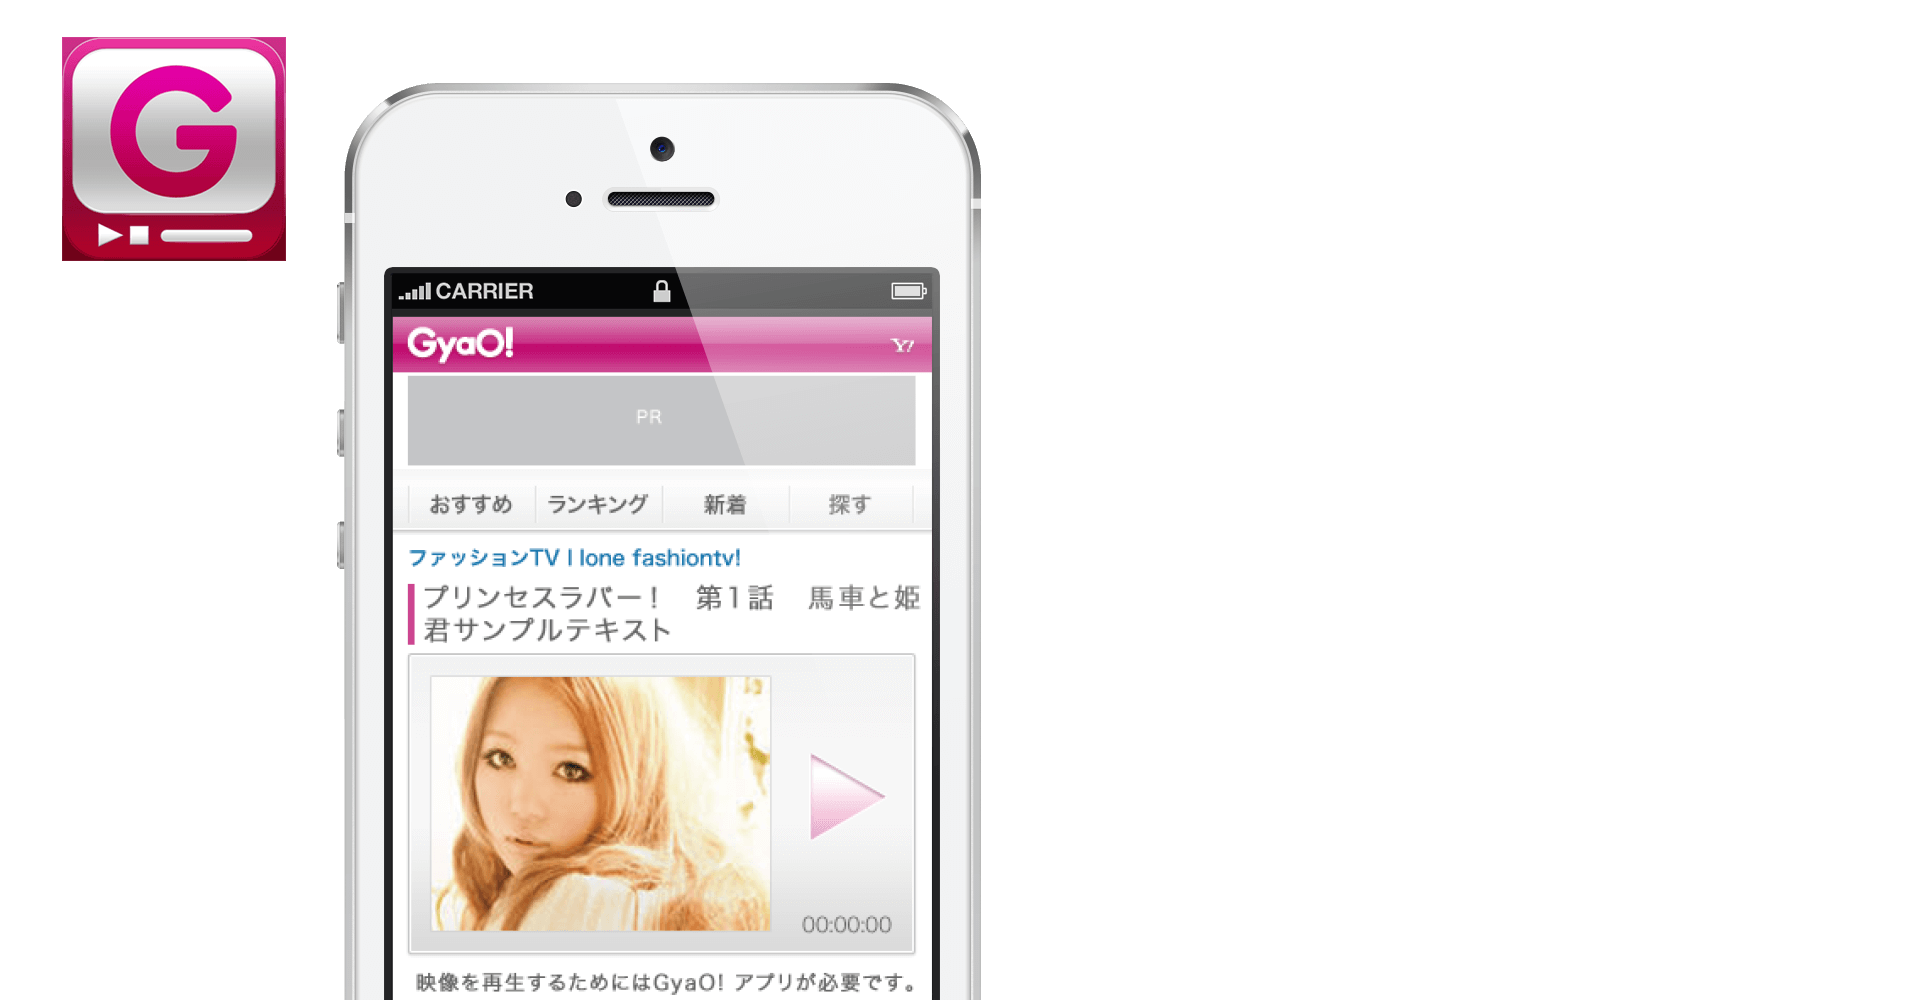 G
CARRIER
GyaO!
Y!
PR
おすすめ
ランキング
新着
探す
ファッションTV I lone fashiontv!
プリンセスラバー！　第1話　馬車と姫
君サンプルテキスト
00:00:00
映像を再生するためにはGyaO! アプリが必要です。